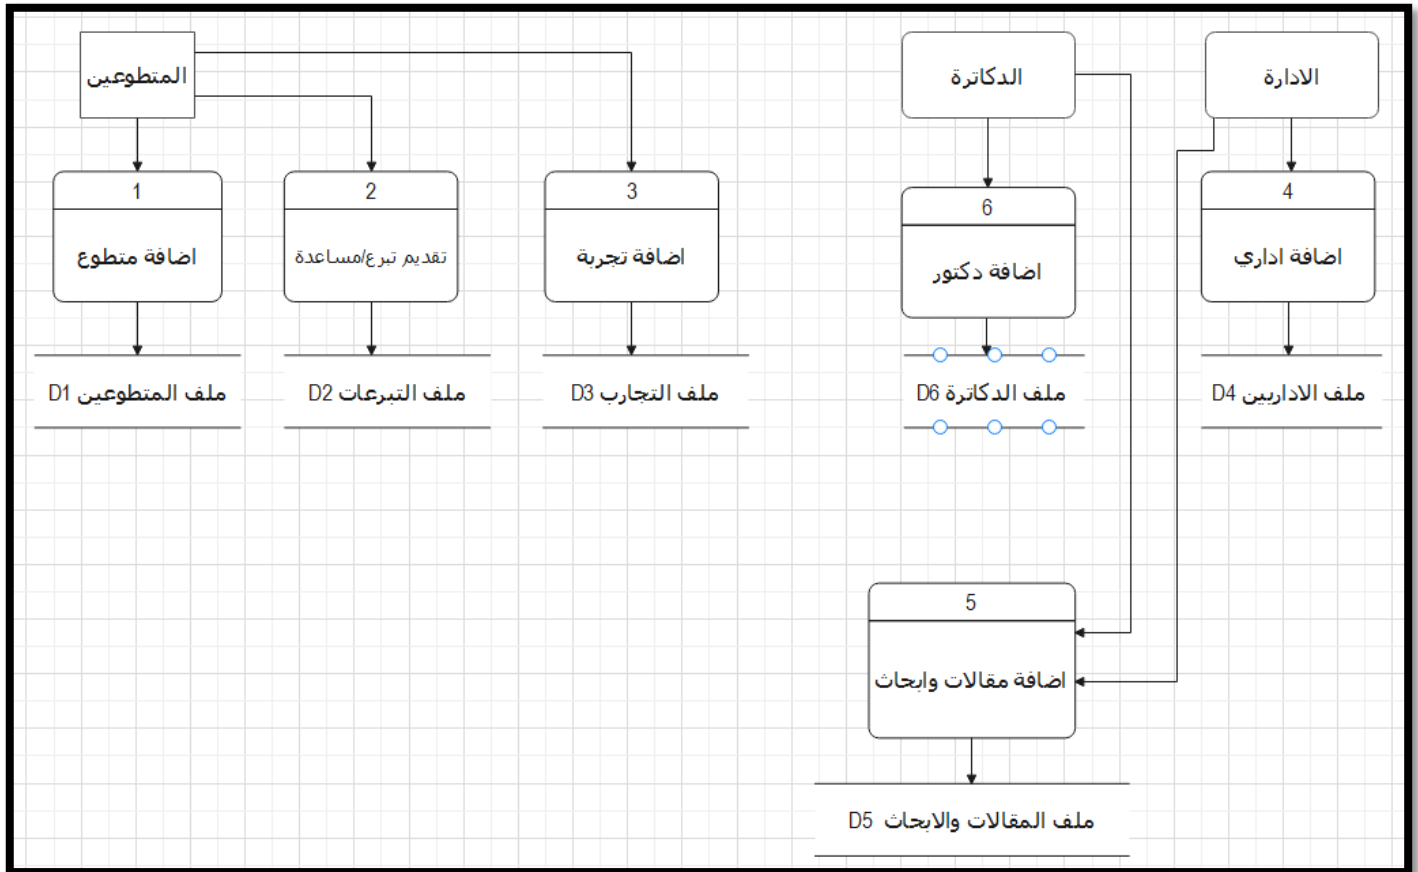 المتطوعين
الدكاترة
الادارة
1
2
3
6
4
اضافة متطوع
تقديم تبرع/مساعدة
اضافة تجربة
اضافة دكتور
اضافة اداري
ملف المتطوعين D1
ملف التبرعات D2
ملف التجارب D3
ملف الدكاترة D6
ملف الاداريين D4
5
اضافة مقالات وابحاث
ملف المقالات والابحاث D5